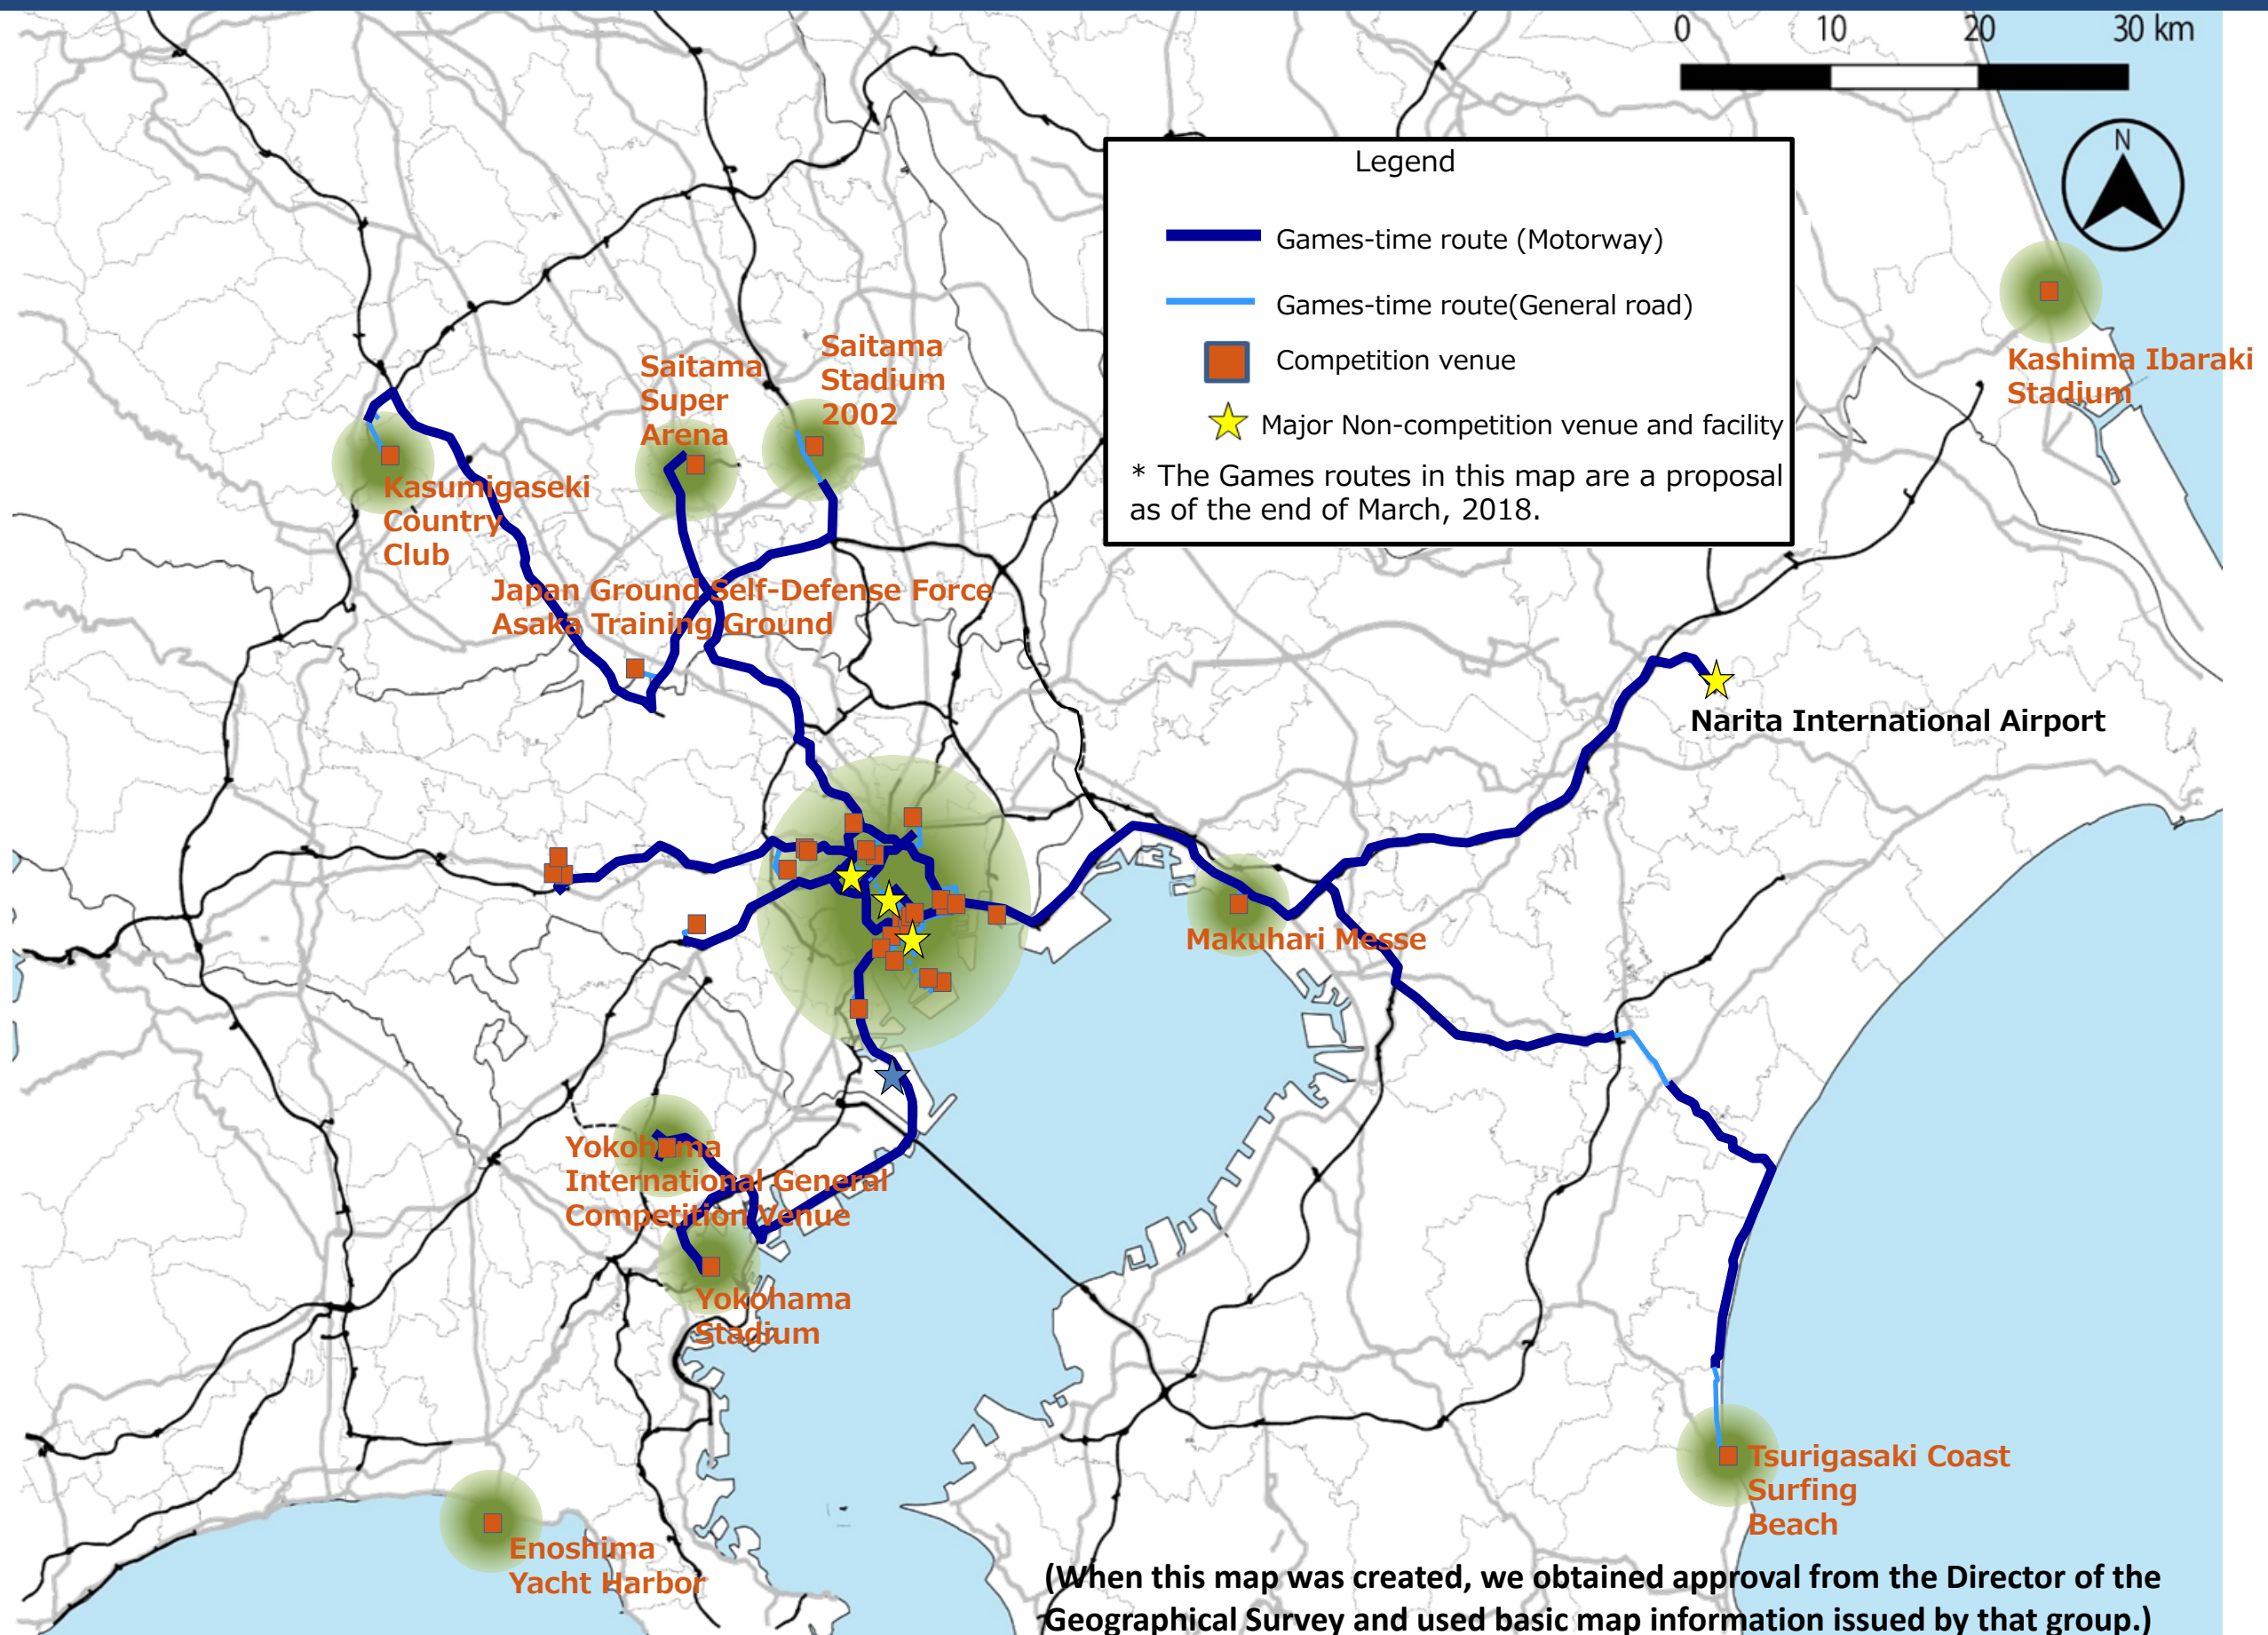 0 10 20 30 km
N
Legend
Games-time route (Motorway)
Games-time route(General road)
Competition venue
Major Non-competition venue and facility
* The Games routes in this map are a proposal
as of the end of March, 2018.
Kashima Ibaraki
Stadium
Saitama
Stadium
2002
Saitama
Super
Arena
Kasumigaseki
Country
Club
Japan Ground Self-Defense Force
Asaka Training Ground
Narita International Airport
Makuhari Messe
Yokohama
International General
Competition Venue
Yokohama
Stadium
Tsurigasaki Coast
Surfing
Beach
Enoshima
Yacht Harbor
(When this map was created, we obtained approval from the Director of the
Geographical Survey and used basic map information issued by that group.)